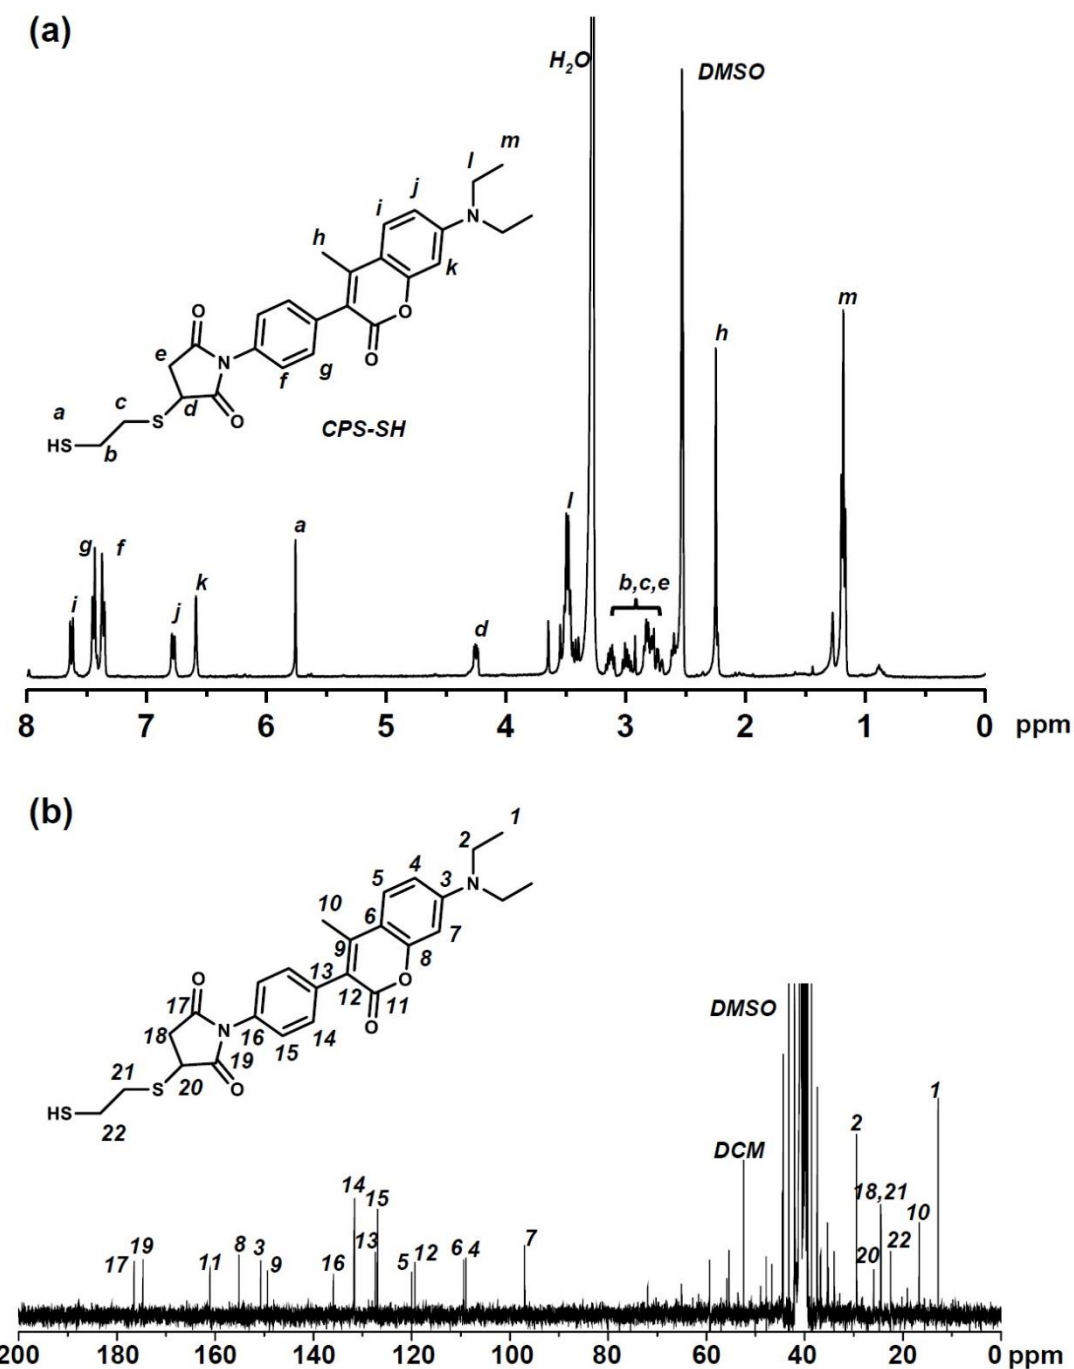 (a)
H2O
DMSO
m
l
j
i
N
h
k
O
O
O
m
e
N
g
f
h
a
c
S
d
O
HS
b
CPS-SH
l
g
f
a
k
b,c,e
i
j
d
8 7 6 5 4 3 2 1 0 ppm
(b)
1
2
4
5
3
N
10
6
7
9
8
13
O
O
12
11
17
O
14
18
N
16
15
19
21
S
20
O
HS
22
DMSO
1
2
DCM
14
15
18,21
10
17
19
11
8
3
9
16
13
5
12
6
4
7
20
22
200 180 160 140 120 100 80 60 40 20 0 ppm